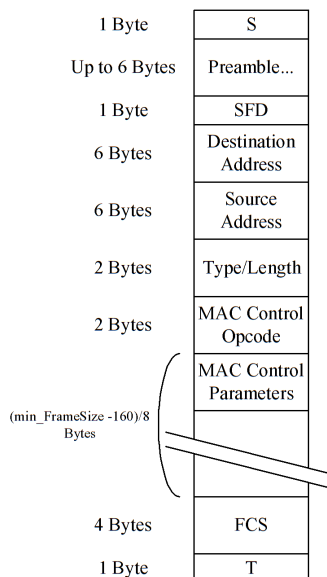 1 Byte S
Up to 6 Bytes Preamble...
1 Byte SFD
6 Bytes Destination
Address
6 Bytes Source
Address
2 Bytes Type/Length
2 Bytes MAC Control
Opcode
MAC Control
Parameters
(min_FrameSize -160)/8
Bytes
4 Bytes FCS
1 Byte T